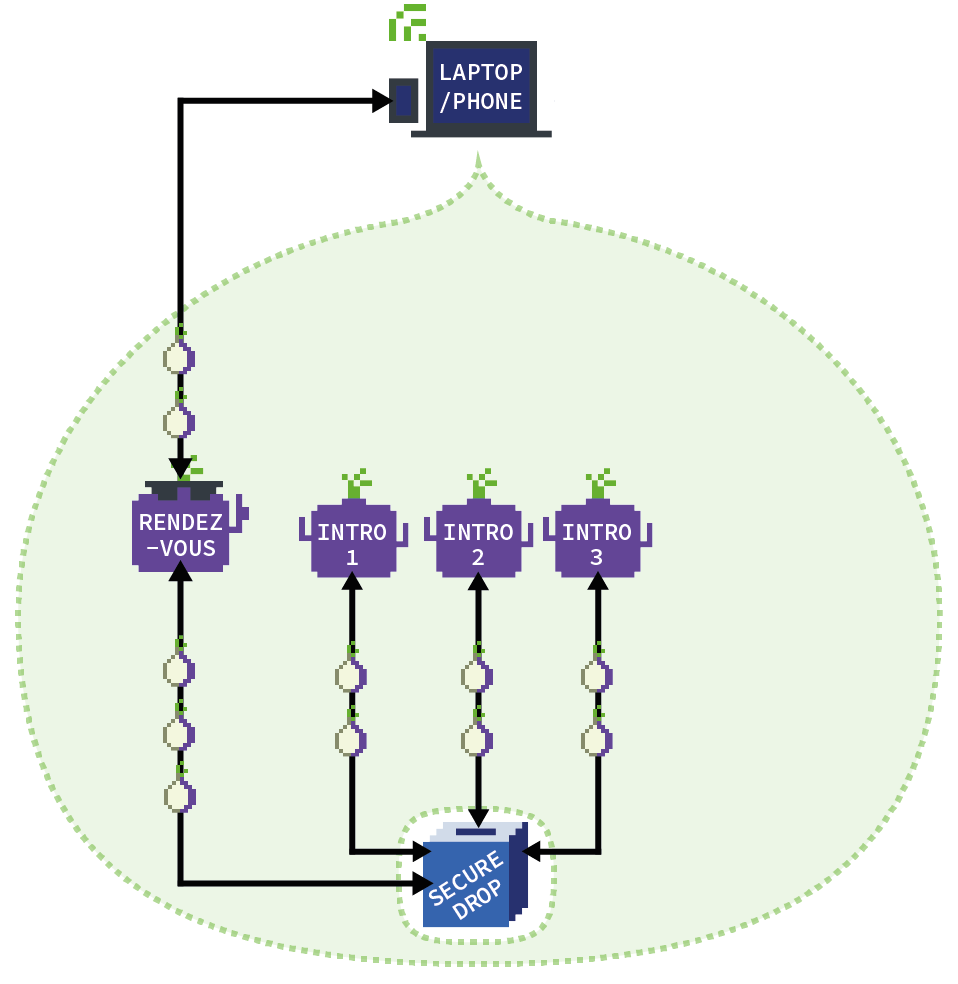 LAPTOP
/PHONE
RENDEZ
-VOUS
INTRO
1
INTRO
2
INTRO
3
SECURE
DROP